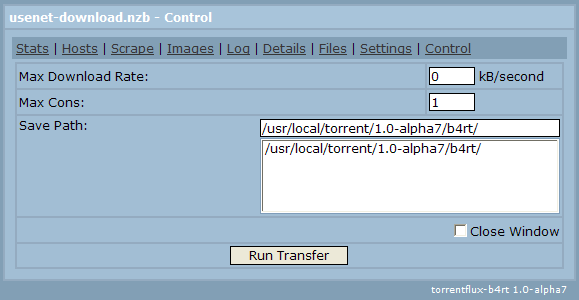 usenet-download.nzb - Control
Stats | Hosts | Scrape | Images | Log | Details | Files | Settings | Control
Max Download Rate: 0 kB/second
Max Cons: 1
Save Path: /usr/local/torrent/1.0-alpha7/b4rt/
/usr/local/torrent/1.0-alpha7/b4rt/
Close Window
Run Transfer
torrentflux-b4rt 1.0-alpha7